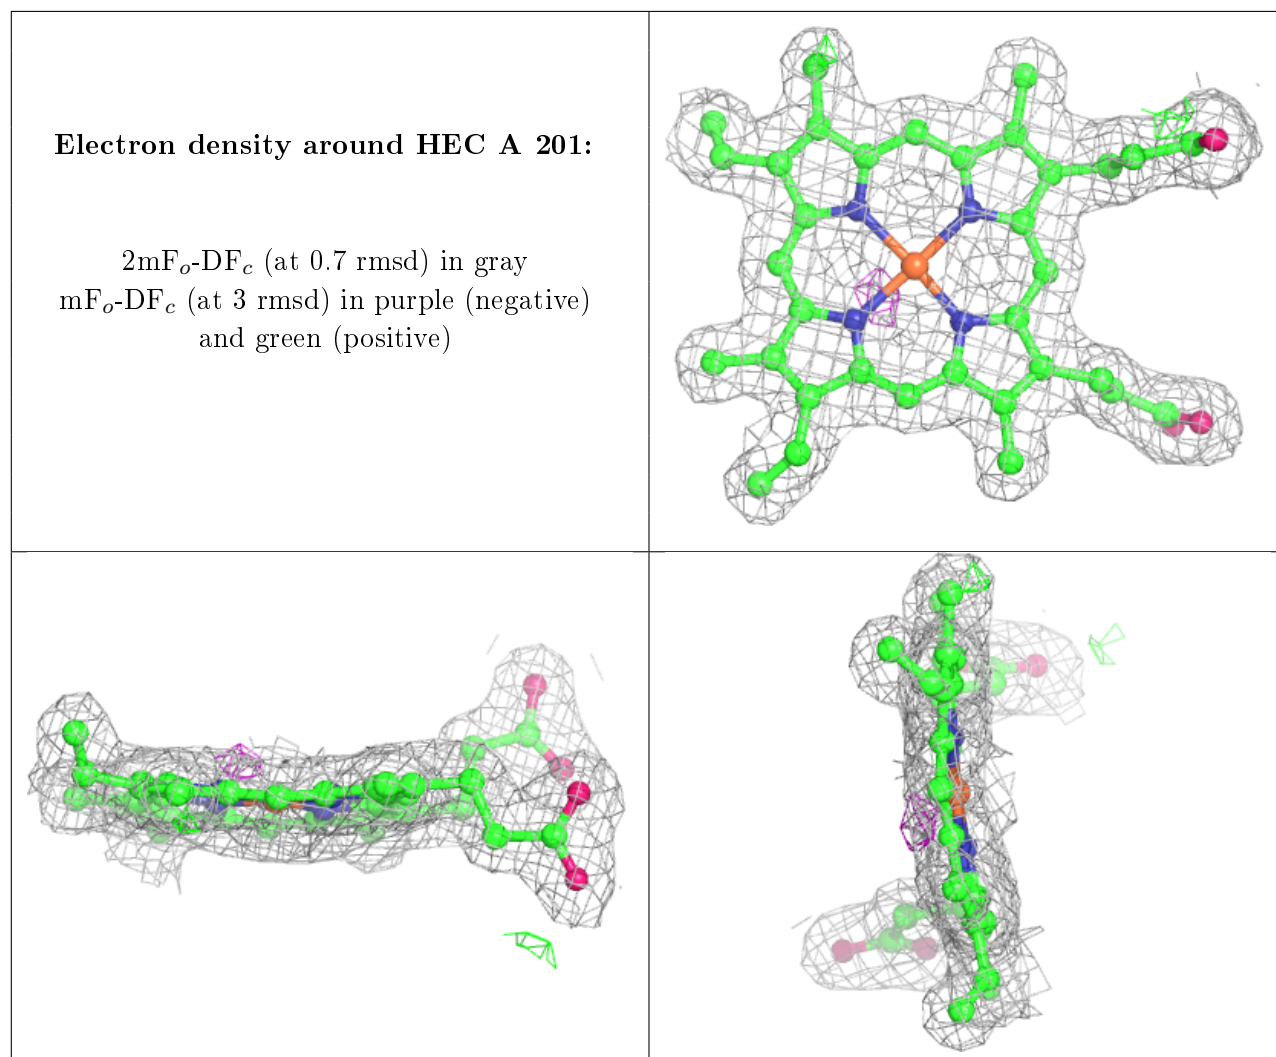 Electron density around HEC A 201:
2mFₒ-DF𝑐 (at 0.7 rmsd) in gray
mFₒ-DF𝑐 (at 3 rmsd) in purple (negative)
and green (positive)